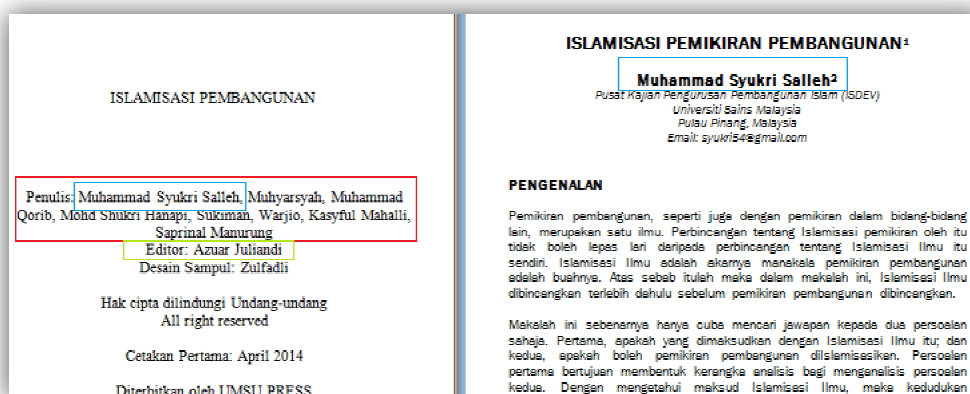 ISLAMISASI PEMBANGUNAN
Penulis: Muhammad Syukri Salleh, Muhyarsyah, Muhammad
Qorib, Mohd Shukri Hanapi, Sukiman, Warjio, Kasyful Mahalli,
Saprinal Manurung
Editor: Azuar Juliandi
Desain Sampul: Zulfadli
Hak cipta dilindungi Undang-undang
All right reserved
Cetakan Pertama: April 2014
Diterbitkan oleh UMSU PRESS
ISLAMISASI PEMIKIRAN PEMBANGUNAN¹
Muhammad Syukri Salleh²
Pusat Kajian Pengurusan Pembangunan Islam (ISDEV)
Universiti Sains Malaysia
Pulau Pinang, Malaysia
Email: syukri54@gmail.com
PENGENALAN
Pemikiran pembangunan, seperti juga dengan pemikiran dalam bidang-bidang
lain, merupakan satu ilmu. Perbincangan tentang Islamisasi pemikiran oleh itu
tidak boleh lepas lari daripada perbincangan tentang Islamisasi Ilmu itu
sendiri. Islamisasi Ilmu adalah akarnya manakala pemikiran pembangunan
adalah buahnya. Atas sebab itulah maka dalam makalah ini, Islamisasi Ilmu
dibincangkan terlebih dahulu sebelum pemikiran pembangunan dibincangkan.
Makalah ini sebenarnya hanya cuba mencari jawapan kepada dua persoalan
sahaja. Pertama, apakah yang dimaksudkan dengan Islamisasi Ilmu itu; dan
kedua, apakah boleh pemikiran pembangunan diIslamisasikan. Persoalan
pertama bertujuan membentuk kerangka analisis bagi menganalisis persoalan
kedua. Dengan mengetahui maksud Islamisasi Ilmu, maka kedudukan